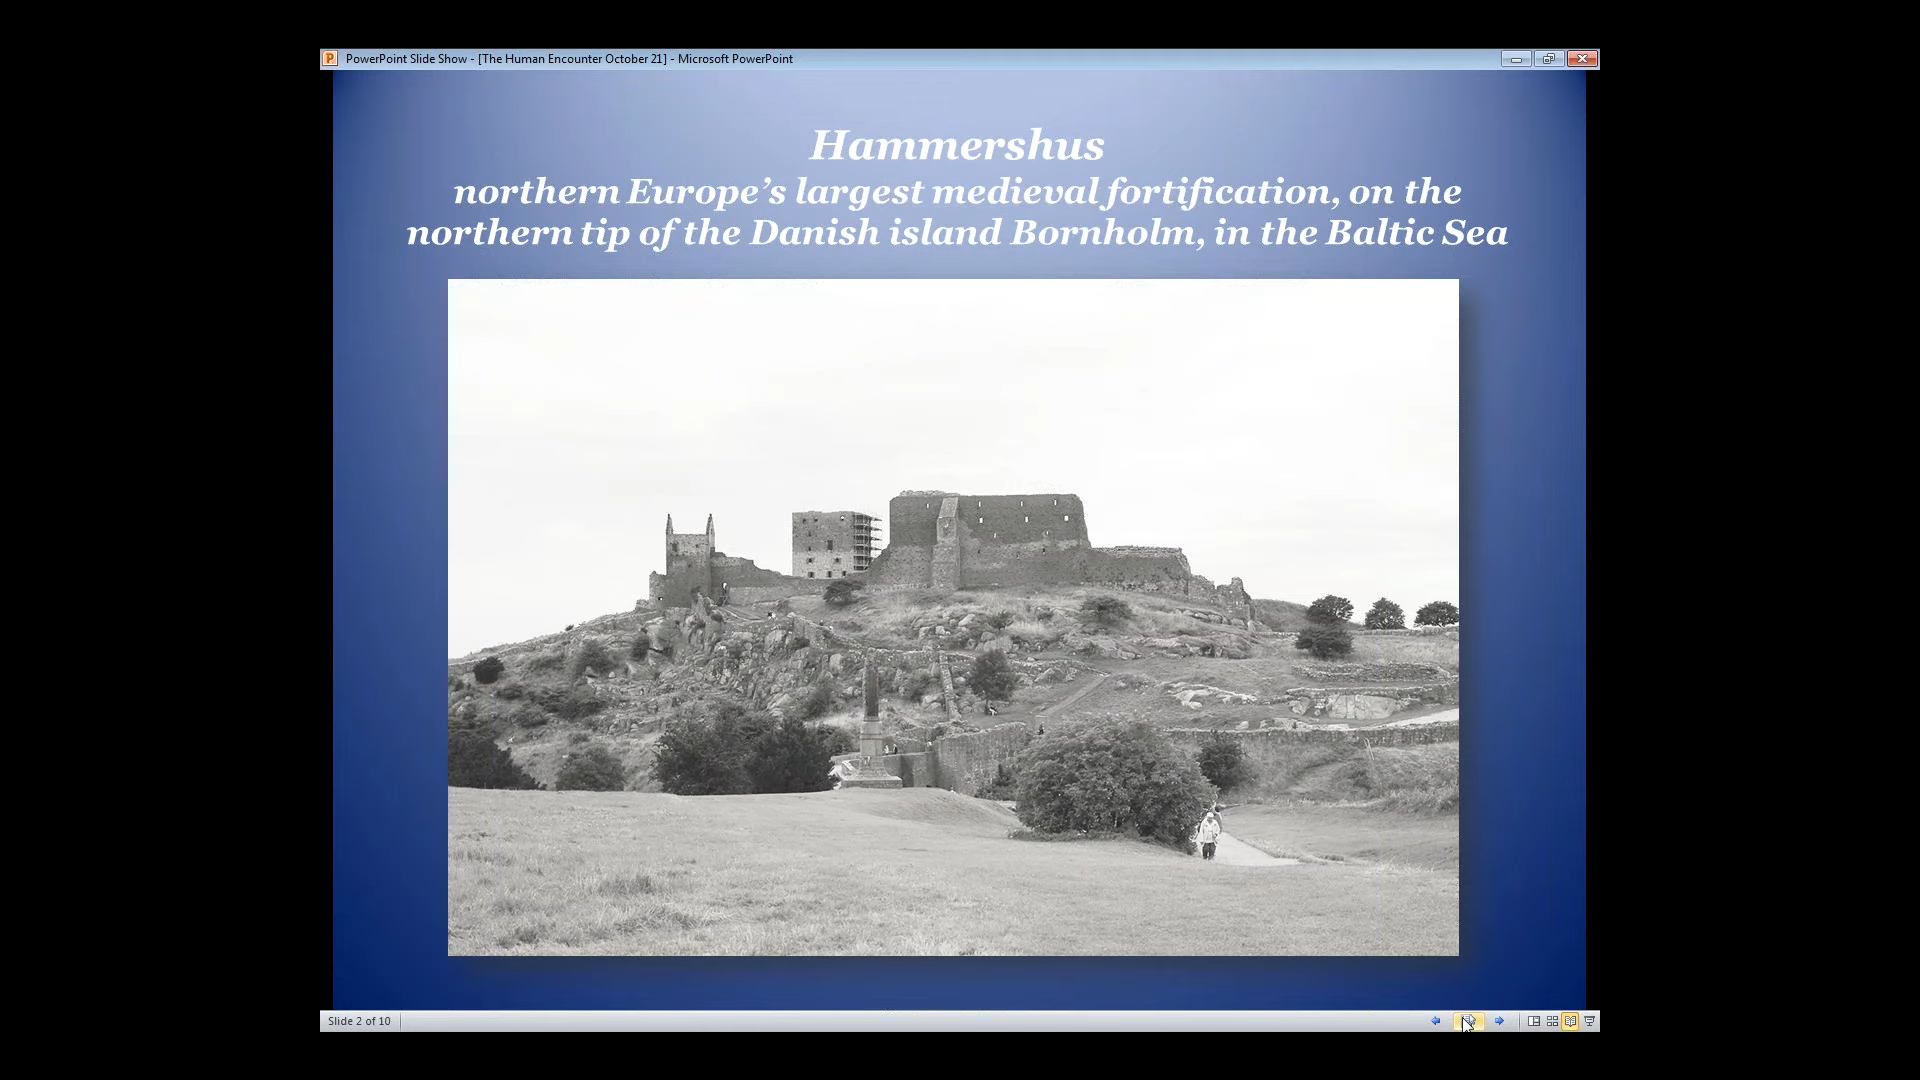 PowerPoint Slide Show - [The Human Encounter October 21] - Microsoft PowerPoint
Hammershus
northern Europe’s largest medieval fortification, on the
northern tip of the Danish island Bornholm, in the Baltic Sea
Slide 2 of 10